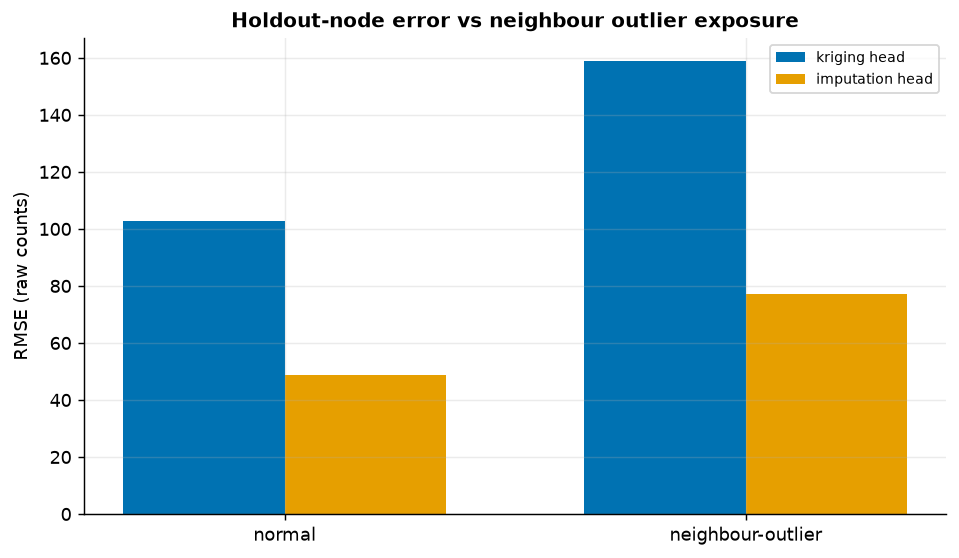 Holdout-node error vs neighbour outlier exposure
kriging head
imputation head
RMSE (raw counts)
160
140
120
100
80
60
40
20
0
normal
neighbour-outlier